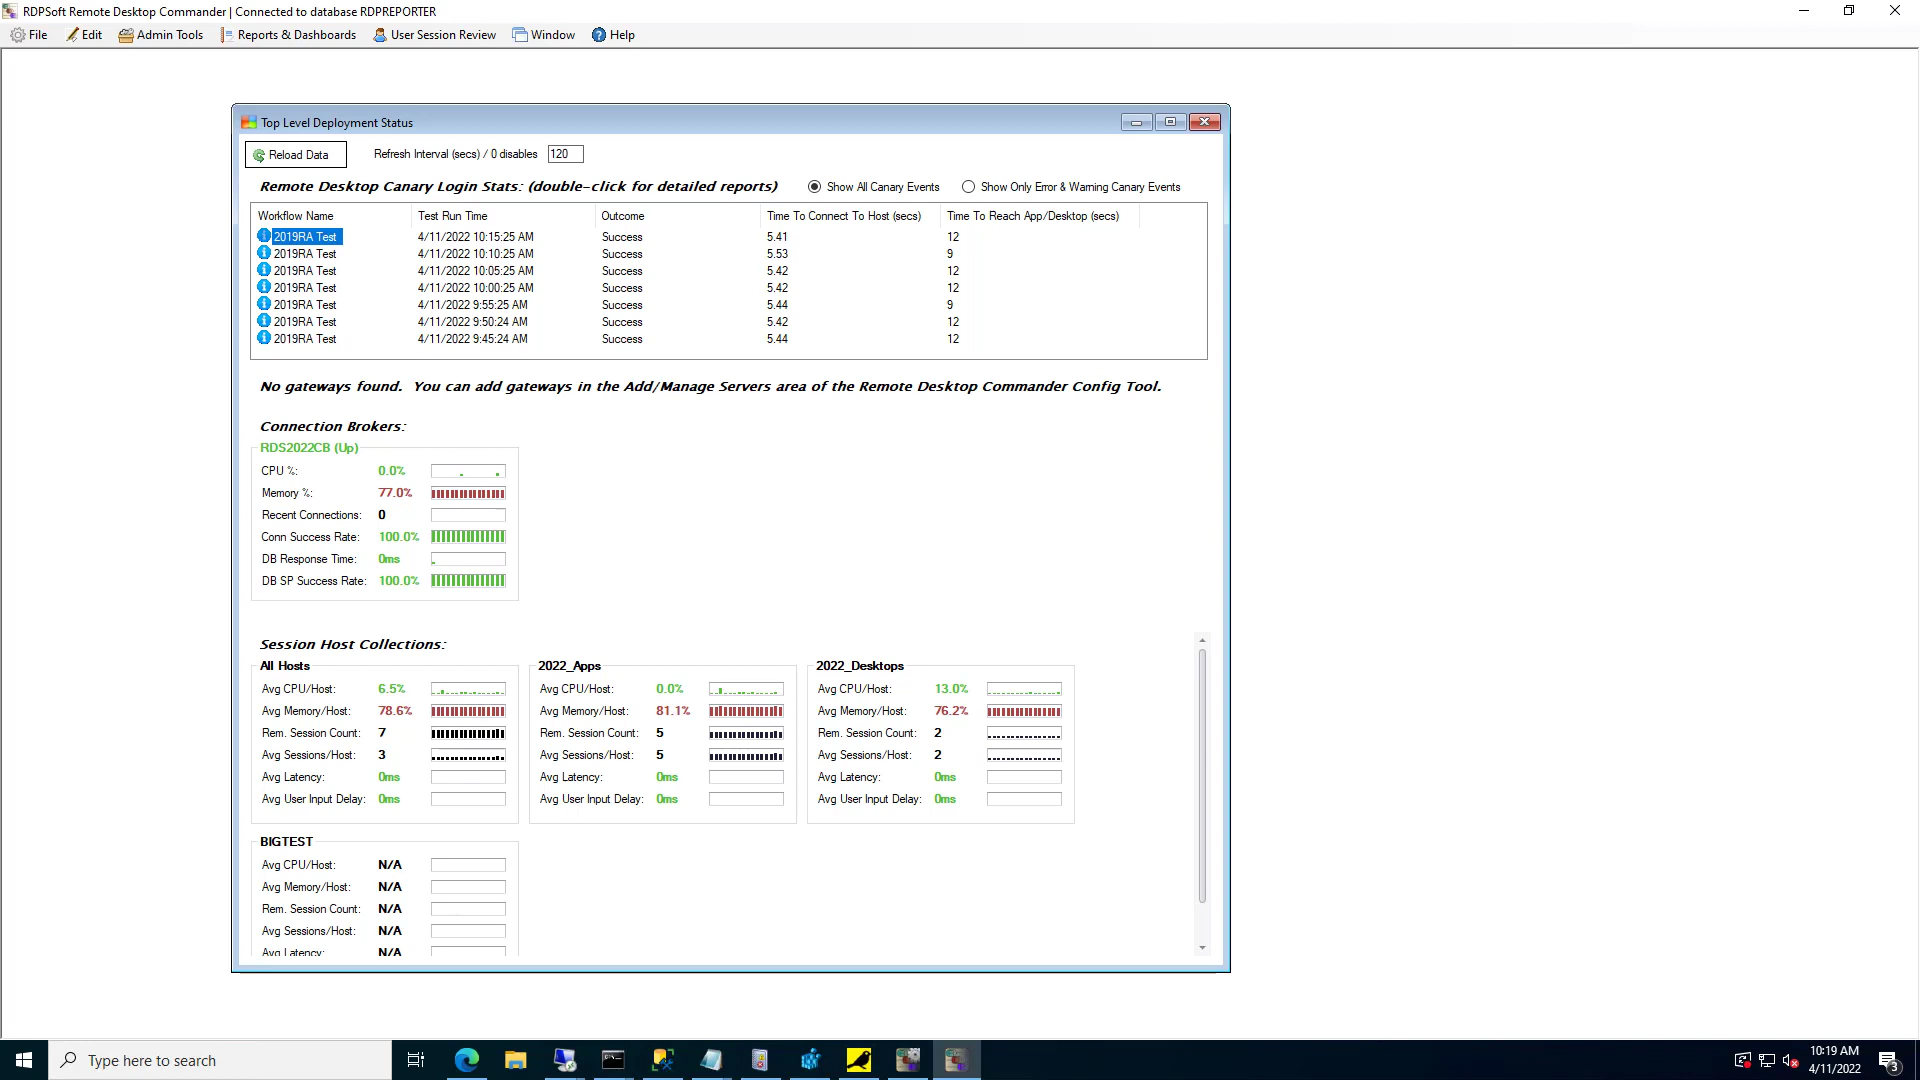 RDPSoft Remote Desktop Commander | Connected to database RDPREPORTER
File Edit Admin Tools Reports & Dashboards User Session Review Window Help
Top Level Deployment Status
Reload Data Refresh Interval (secs) / 0 disables 120
Remote Desktop Canary Login Stats: (double-click for detailed reports) Show All Canary Events Show Only Error & Warning Canary Events
Workflow Name Test Run Time Outcome Time To Connect To Host (secs) Time To Reach App/Desktop (secs)
2019RA Test 4/11/2022 10:15:25 AM Success 5.41 12
2019RA Test 4/11/2022 10:10:25 AM Success 5.53 9
2019RA Test 4/11/2022 10:05:25 AM Success 5.42 12
2019RA Test 4/11/2022 10:00:25 AM Success 5.42 12
2019RA Test 4/11/2022 9:55:25 AM Success 5.44 9
2019RA Test 4/11/2022 9:50:24 AM Success 5.42 12
2019RA Test 4/11/2022 9:45:24 AM Success 5.44 12
No gateways found. You can add gateways in the Add/Manage Servers area of the Remote Desktop Commander Config Tool.
Connection Brokers:
RDS2022CB (Up)
CPU %: 0.0%
Memory %: 77.0%
Recent Connections: 0
Conn Success Rate: 100.0%
DB Response Time: 0ms
DB SP Success Rate: 100.0%
Session Host Collections:
All Hosts
Avg CPU/Host: 6.5%
Avg Memory/Host: 78.6%
Rem. Session Count: 7
Avg Sessions/Host: 3
Avg Latency: 0ms
Avg User Input Delay: 0ms
2022_Apps
Avg CPU/Host: 0.0%
Avg Memory/Host: 81.1%
Rem. Session Count: 5
Avg Sessions/Host: 5
Avg Latency: 0ms
Avg User Input Delay: 0ms
2022_Desktops
Avg CPU/Host: 13.0%
Avg Memory/Host: 76.2%
Rem. Session Count: 2
Avg Sessions/Host: 2
Avg Latency: 0ms
Avg User Input Delay: 0ms
BIGTEST
Avg CPU/Host: N/A
Avg Memory/Host: N/A
Rem. Session Count: N/A
Avg Sessions/Host: N/A
Avg Latency: N/A
Type here to search
10:19 AM
4/11/2022
3